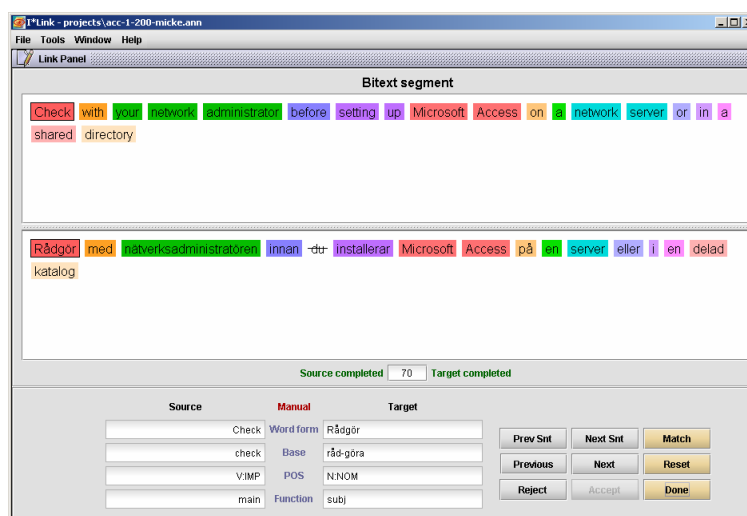 I*Link - projects\acc-1-200-micke.ann
File Tools Window Help
Link Panel
Bitext segment
Check with your network administrator before setting up Microsoft Access on a network server or in a
shared directory
Rådgör med nätverksadministratören innan du installerar Microsoft Access på en server eller i en delad
katalog
Source completed 70 Target completed
Source Manual Target
Check Word form Rådgör
check Base råd-göra
V:IMP POS N:NOM
main Function subj
Prev Snt Next Snt Match
Previous Next Reset
Reject Accept Done